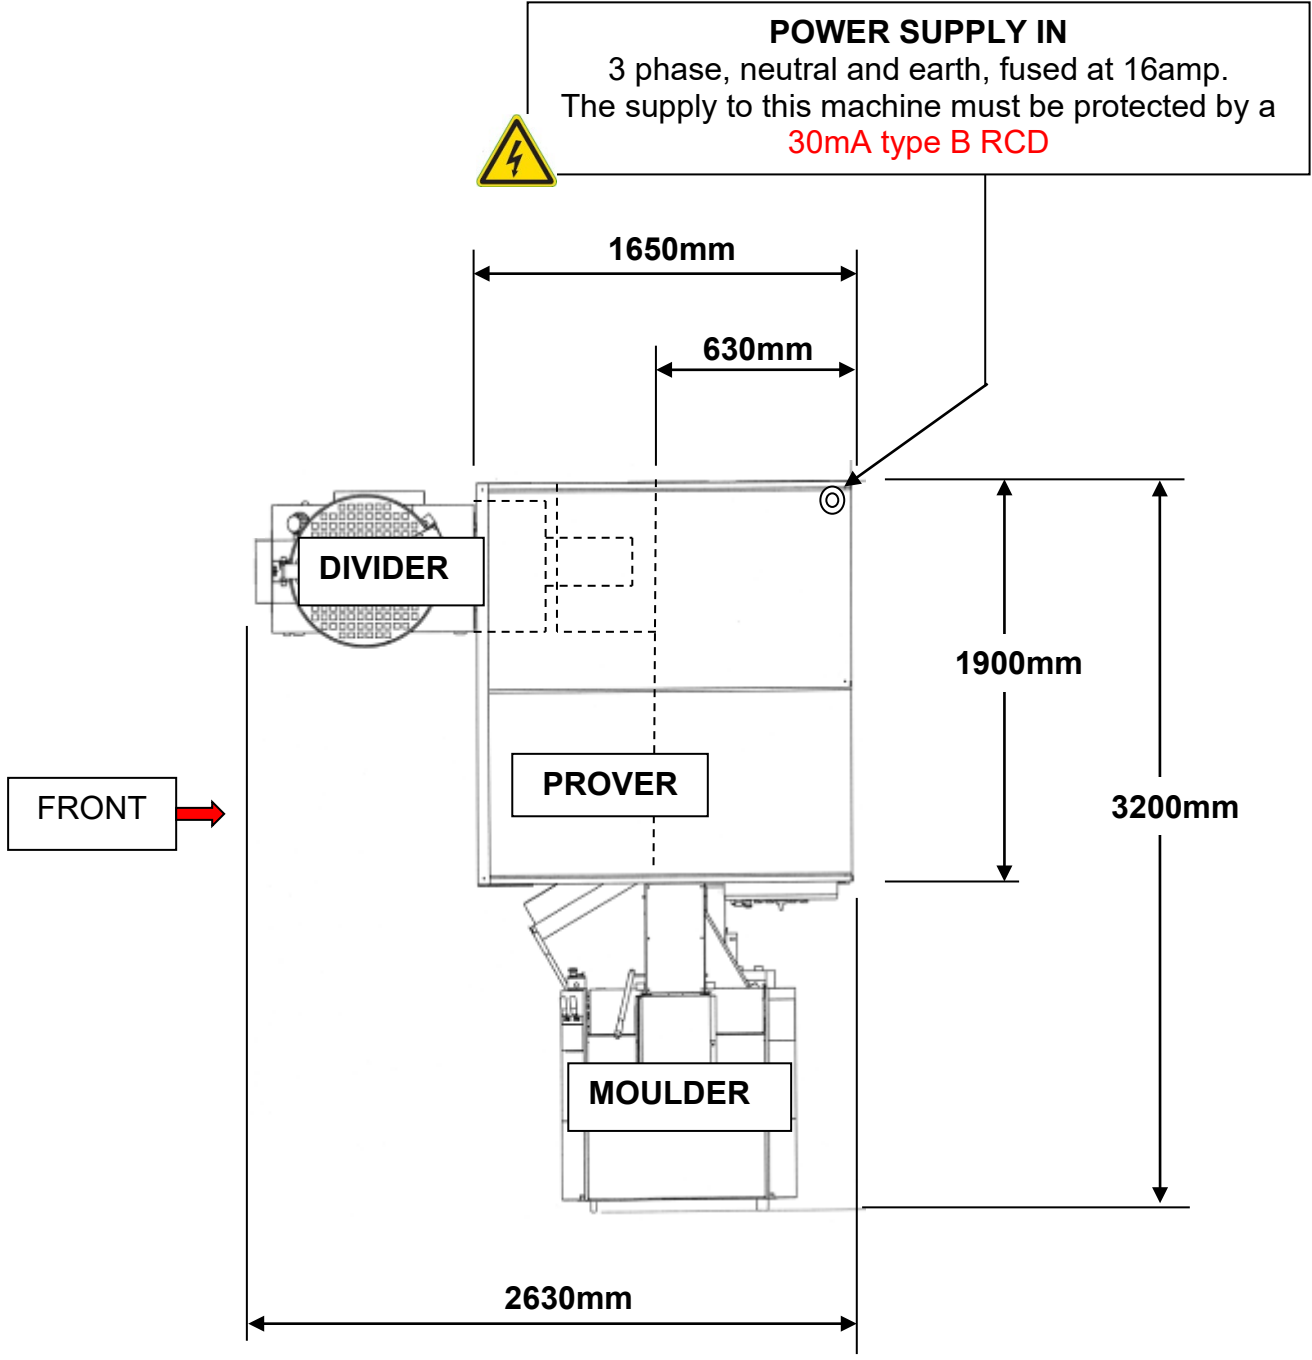 POWER SUPPLY IN
3 phase, neutral and earth, fused at 16amp.
The supply to this machine must be protected by a
30mA type B RCD
1650mm
630mm
DIVIDER
1900mm
PROVER
FRONT
3200mm
MOULDER
2630mm